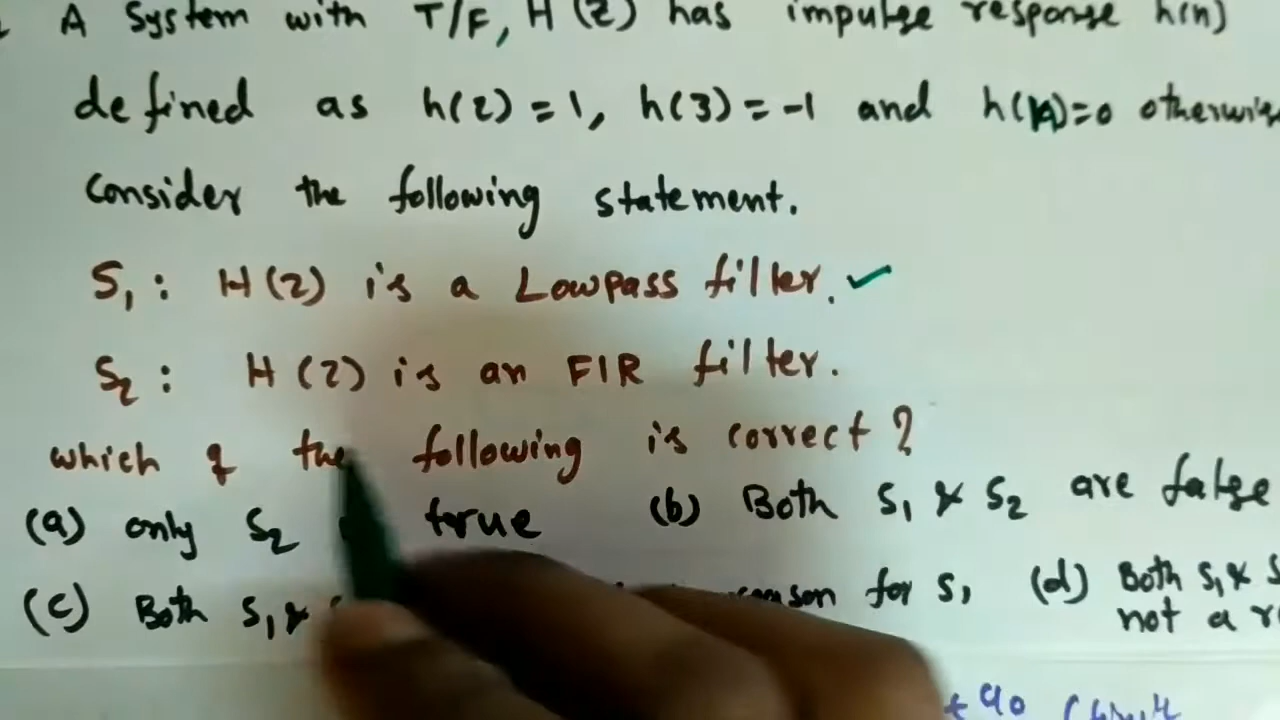 A System with T/F, H(z) has impulse response h(n)
defined as h(2)=1, h(3)=-1 and h(k)=0 otherwise
Consider the following statement.
S1: H(z) is a Lowpass filter. ✓
S2: H(z) is an FIR filter.
which of the following is correct?
(a) only S2 true (b) Both S1 & S2 are false
(c) Both S1 & for S1 (d) Both S1 &
not a